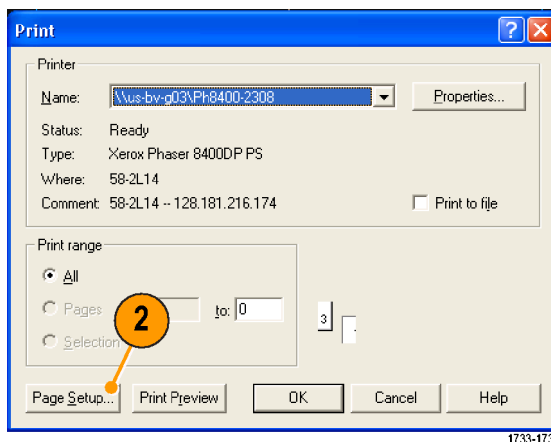 Print
Printer
Name: \\us-bv-g03\Ph8400-2308 Properties...
Status: Ready
Type: Xerox Phaser 8400DP PS
Where: 58-2L14
Comment: 58-2L14 -- 128.181.216.174 Print to file
Print range
All
Pages to: 0
3
Selection
2
Page Setup... Print Preview OK Cancel Help
1733-173